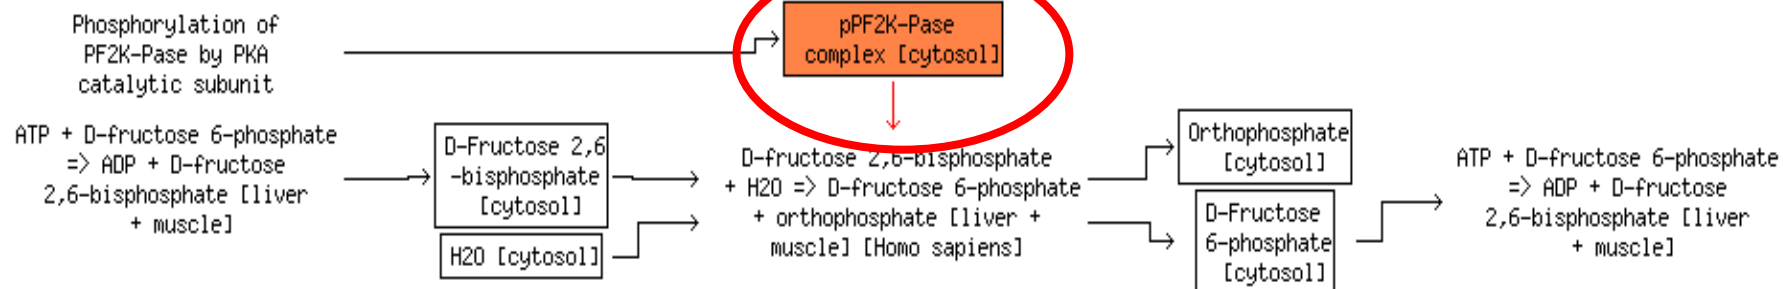 Phosphorylation of
PF2K-Pase by PKA
catalytic subunit
pPF2K-Pase
complex [cytosol]
ATP + D-fructose 6-phosphate
=> ADP + D-fructose
2,6-bisphosphate [liver
+ muscle]
D-Fructose 2,6
-bisphosphate
[cytosol]
H2O [cytosol]
D-fructose 2,6-bisphosphate
+ H2O => D-fructose 6-phosphate
+ orthophosphate [liver +
muscle] [Homo sapiens]
Orthophosphate
[cytosol]
D-Fructose
6-phosphate
[cytosol]
ATP + D-fructose 6-phosphate
=> ADP + D-fructose
2,6-bisphosphate [liver
+ muscle]